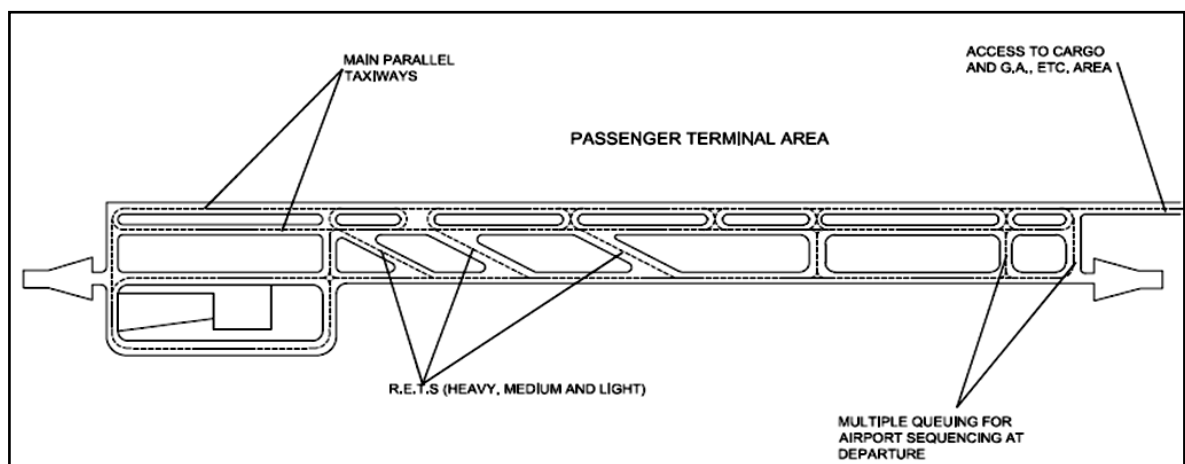 MAIN PARALLEL
TAXIWAYS
ACCESS TO CARGO
AND G.A., ETC, AREA
PASSENGER TERMINAL AREA
R.E.T.S (HEAVY, MEDIUM AND LIGHT)
MULTIPLE QUEUING FOR
AIRPORT SEQUENCING AT
DEPARTURE